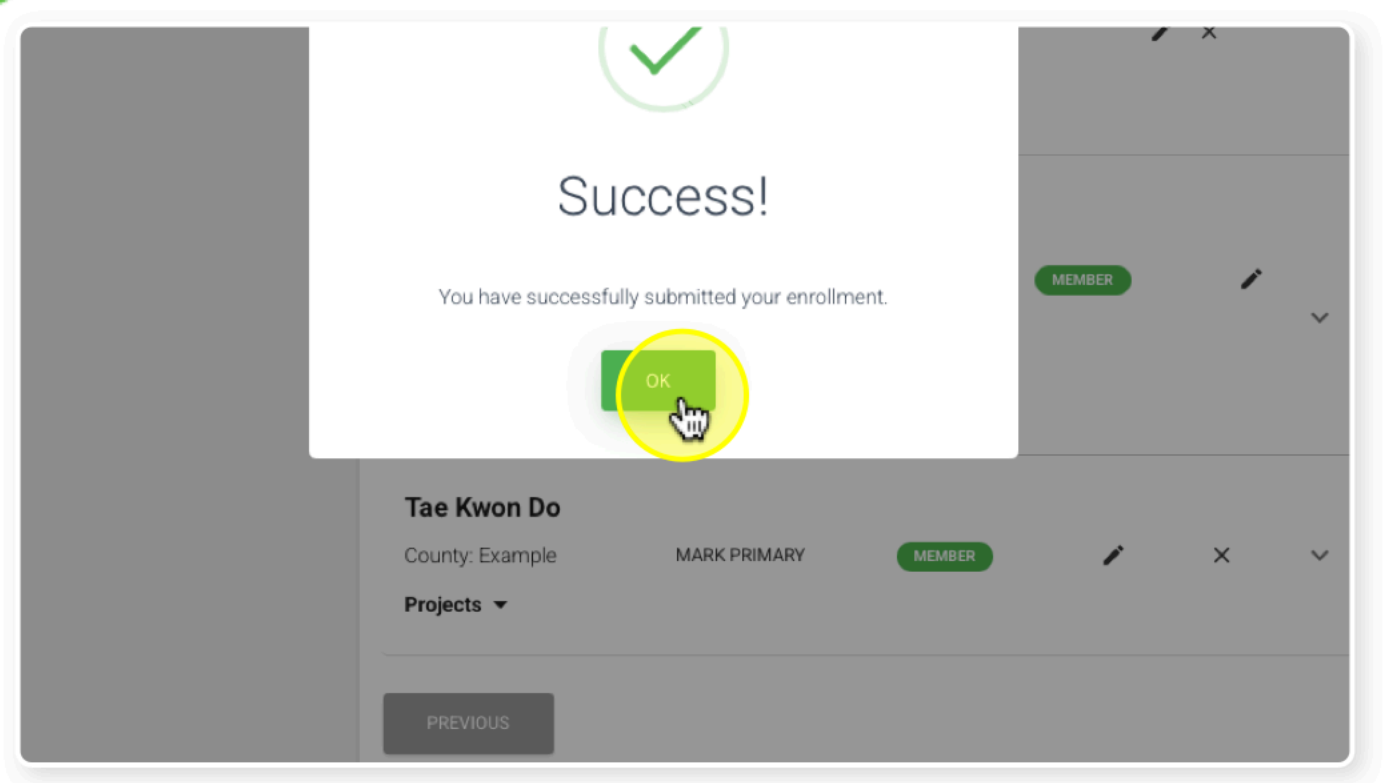 Success!
MEMBER
You have successfully submitted your enrollment.
OK
Tae Kwon Do
County: Example MARK PRIMARY MEMBER
Projects
PREVIOUS